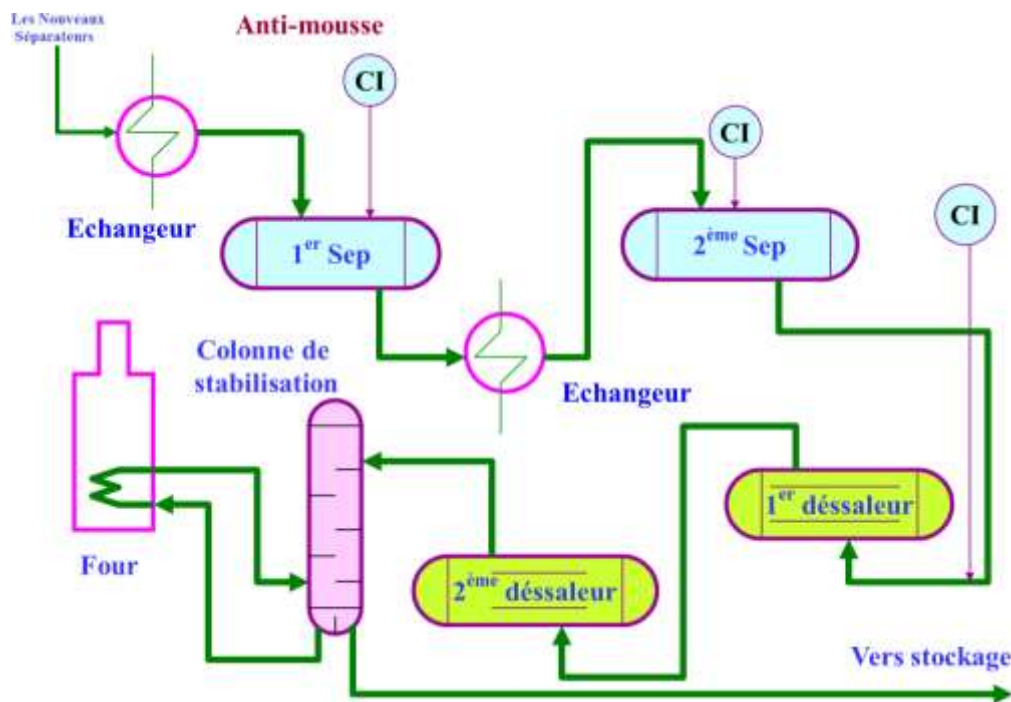 Les Nouveaux
Séparateurs
Anti-mousse
CI
CI
CI
Echangeur
1er Sep
2ème Sep
Colonne de
stabilisation
Echangeur
1er déssaleur
Four
2ème déssaleur
Vers stockage